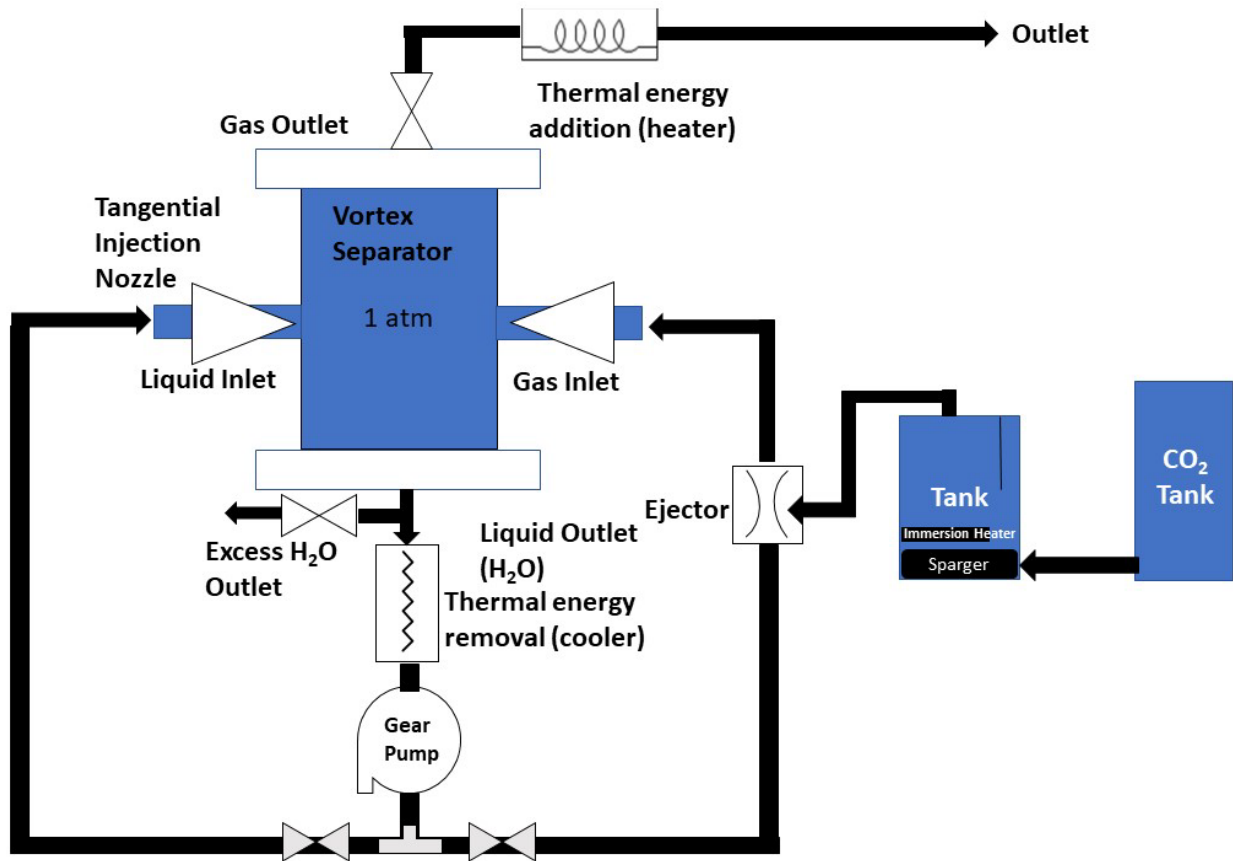 Outlet
Thermal energy
addition (heater)
Gas Outlet
Tangential
Injection
Nozzle
Vortex
Separator
1 atm
Liquid Inlet
Gas Inlet
CO₂
Tank
Tank
Immersion Heater
Sparger
Ejector
Excess H₂O
Outlet
Liquid Outlet
(H₂O)
Thermal energy
removal (cooler)
Gear
Pump